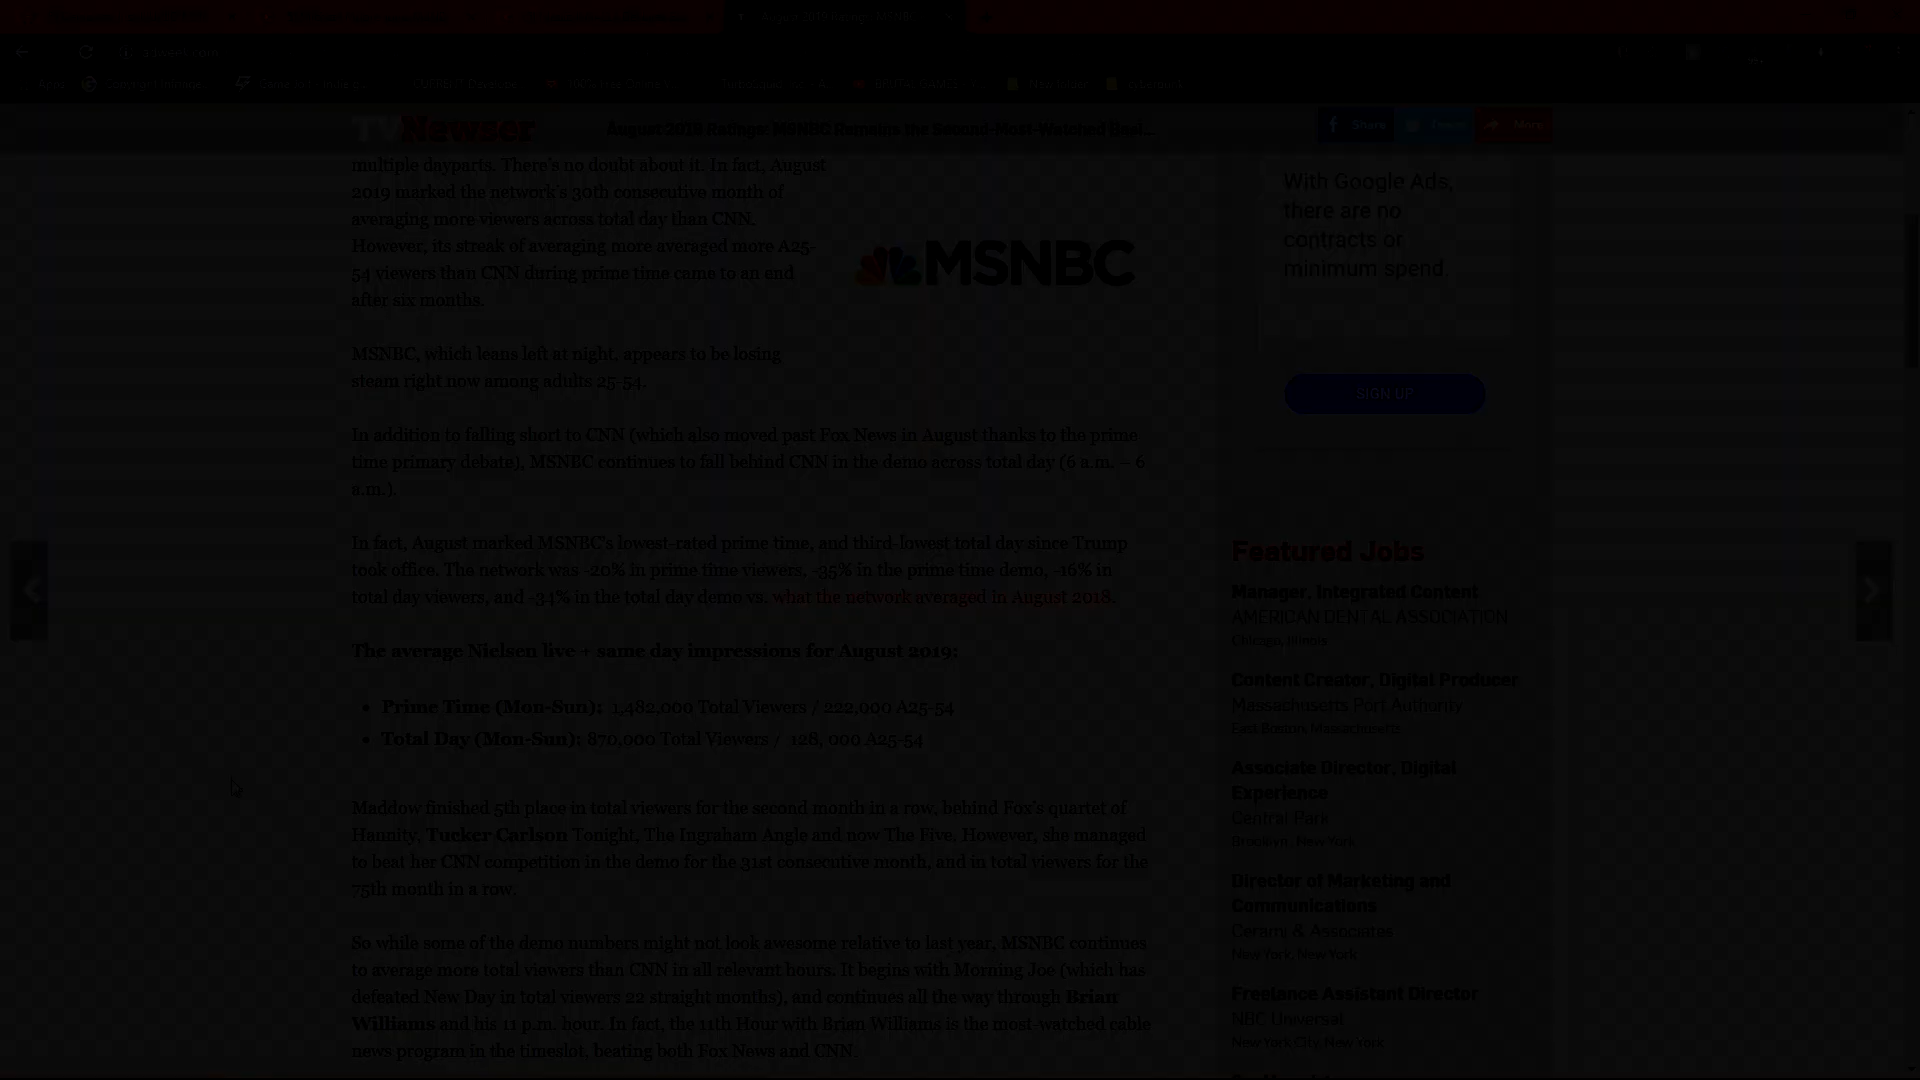 TVNewser
August 2019 Ratings: MSNBC Remains the Second-Most-Watched Basi...
Share
Tweet
More
multiple dayparts. There's no doubt about it. In fact, August
2019 marked the network's 30th consecutive month of
averaging more viewers across total day than CNN.
However, its streak of averaging more averaged more A25-
54 viewers than CNN during prime time came to an end
after six months.
MSNBC
MSNBC, which leans left at night, appears to be losing
steam right now among adults 25-54.
In addition to falling short to CNN (which also moved past Fox News in August thanks to the prime
time primary debate), MSNBC continues to fall behind CNN in the demo across total day (6 a.m. – 6
a.m.).
In fact, August marked MSNBC's lowest-rated prime time, and third-lowest total day since Trump
took office. The network was -20% in prime time viewers, -35% in the prime time demo, -16% in
total day viewers, and -34% in the total day demo vs. what the network averaged in August 2018.
The average Nielsen live + same day impressions for August 2019:
• Prime Time (Mon-Sun): 1,482,000 Total Viewers / 222,000 A25-54
• Total Day (Mon-Sun): 870,000 Total Viewers / 128, 000 A25-54
Maddow finished 5th place in total viewers for the second month in a row, behind Fox's quartet of
Hannity, Tucker Carlson Tonight, The Ingraham Angle and now The Five. However, she managed
to beat her CNN competition in the demo for the 31st consecutive month, and in total viewers for the
75th month in a row.
So while some of the demo numbers might not look awesome relative to last year, MSNBC continues
to average more total viewers than CNN in all relevant hours. It begins with Morning Joe (which has
defeated New Day in total viewers 22 straight months), and continues all the way through Brian
Williams and his 11 p.m. hour. In fact, the 11th Hour with Brian Williams is the most-watched cable
news program in the timeslot, beating both Fox News and CNN.
With Google Ads,
there are no
contracts or
minimum spend.
SIGN UP
Featured Jobs
Manager, Integrated Content
AMERICAN DENTAL ASSOCIATION
Chicago, Illinois
Content Creator, Digital Producer
Massachusetts Port Authority
East Boston, Massachusetts
Associate Director, Digital
Experience
Central Park
Brooklyn, New York
Director of Marketing and
Communications
Cerami & Associates
New York, New York
Freelance Assistant Director
NBC Universal
New York City, New York